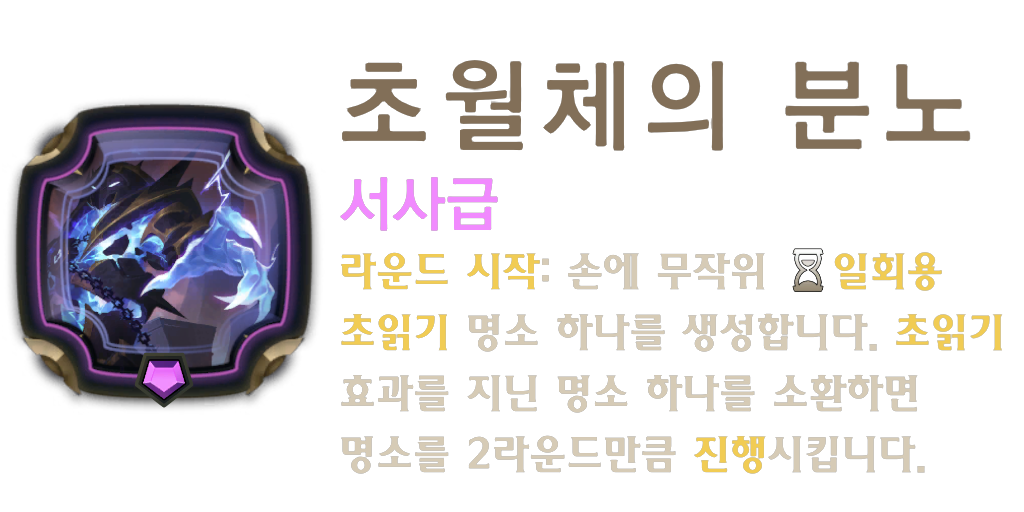 초월체의 분노
서사급
라운드 시작: 손에 무작위 일회용
초읽기 명소 하나를 생성합니다. 초읽기
효과를 지닌 명소 하나를 소환하면
명소를 2라운드만큼 진행시킵니다.